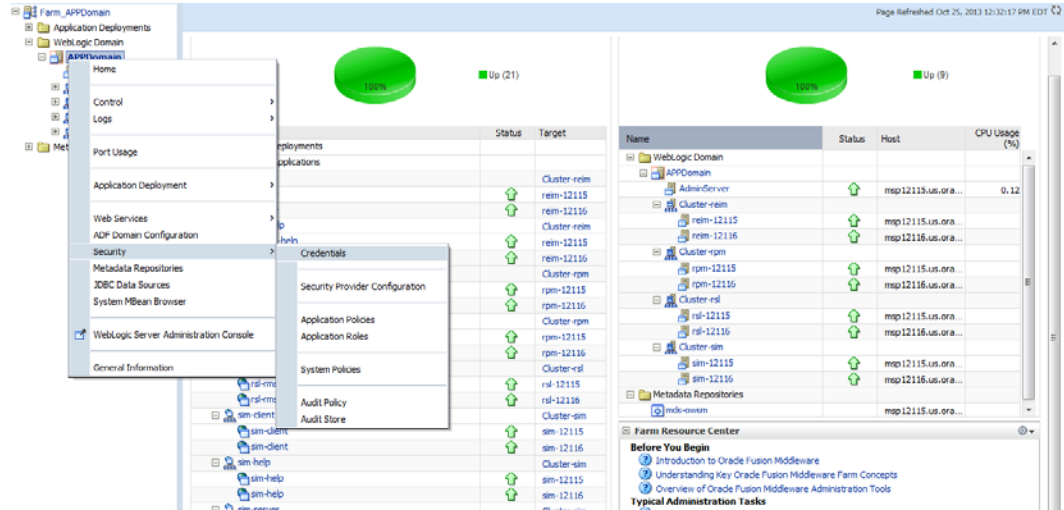 Farm_APPDomain
Page Refreshed Oct 25, 2013 12:32:17 PM EDT
Application Deployments
WebLogic Domain
APPDomain
Home
Control
Logs
Port Usage
Application Deployment
Web Services
ADF Domain Configuration
Security
Metadata Repositories
JDBC Data Sources
System MBean Browser
WebLogic Server Administration Console
General Information
Credentials
Security Provider Configuration
Application Policies
Application Roles
System Policies
Audit Policy
Audit Store
100%
Up (21)
Status Target
Cluster-reim
reim-12115
reim-12116
Cluster-reim
reim-12115
reim-12116
Cluster-rpm
rpm-12115
rpm-12116
Cluster-rpm
rpm-12115
rpm-12116
Cluster-rsl
rsl-12115
rsl-12116
sim-client Cluster-sim
sim-client sim-12115
sim-client sim-12116
sim-help Cluster-sim
sim-help sim-12115
sim-help sim-12116
sim-server Cluster-sim
100%
Up (9)
Name Status Host CPU Usage (%)
WebLogic Domain
APPDomain
AdminServer msp12115.us.ora... 0.12
Cluster-reim
reim-12115 msp12115.us.ora...
reim-12116 msp12116.us.ora...
Cluster-rpm
rpm-12115 msp12115.us.ora...
rpm-12116 msp12116.us.ora...
Cluster-rsl
rsl-12115 msp12115.us.ora...
rsl-12116 msp12116.us.ora...
Cluster-sim
sim-12115 msp12115.us.ora...
sim-12116 msp12116.us.ora...
Metadata Repositories
mds-owsm msp12115.us.ora...
Farm Resource Center
Before You Begin
Introduction to Oracle Fusion Middleware
Understanding Key Oracle Fusion Middleware Farm Concepts
Overview of Oracle Fusion Middleware Administration Tools
Typical Administration Tasks